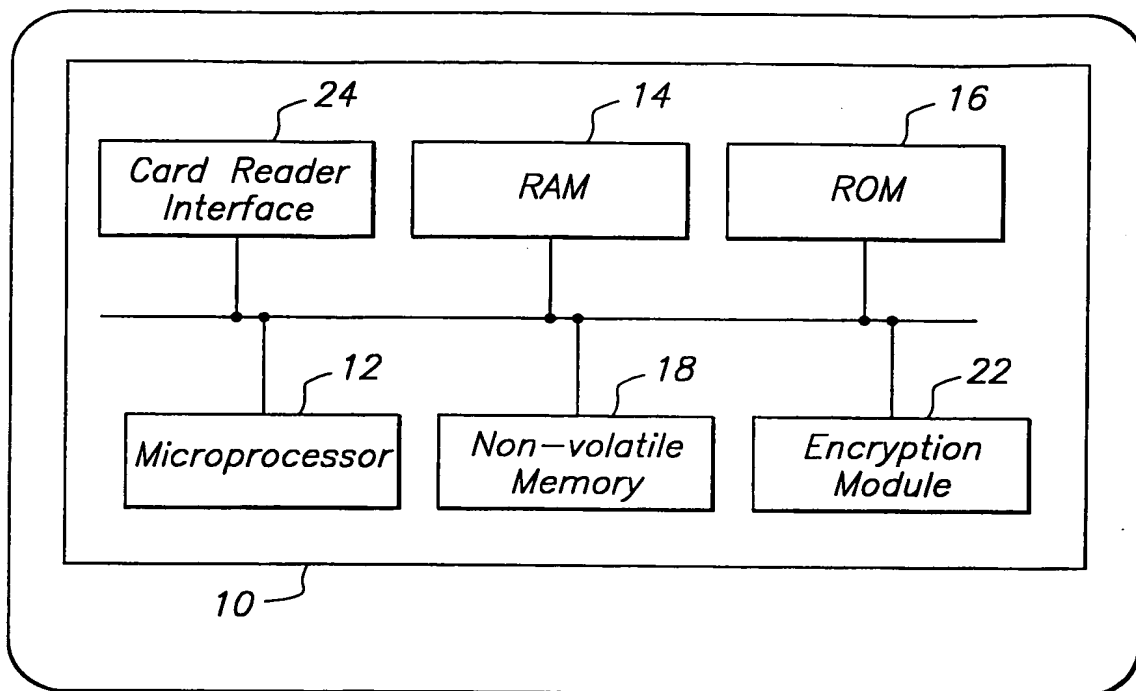 24
14
16
Card Reader
Interface
RAM
ROM
12
18
22
Microprocessor
Non-volatile
Memory
Encryption
Module
10